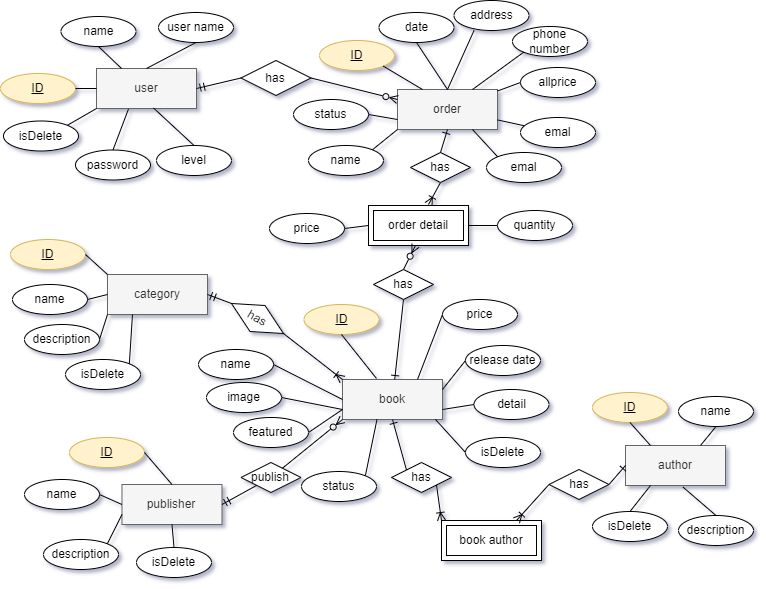 address
date
name
user name
phone
number
ID
has
allprice
ID
user
order
status
isDelete
emal
password
level
name
has
emal
price
order detail
quantity
ID
has
name
category
ID
price
has
description
name
release date
isDelete
image
book
detail
ID
name
featured
author
ID
isDelete
publish
status
has
has
name
publisher
isDelete
description
description
isDelete
book author